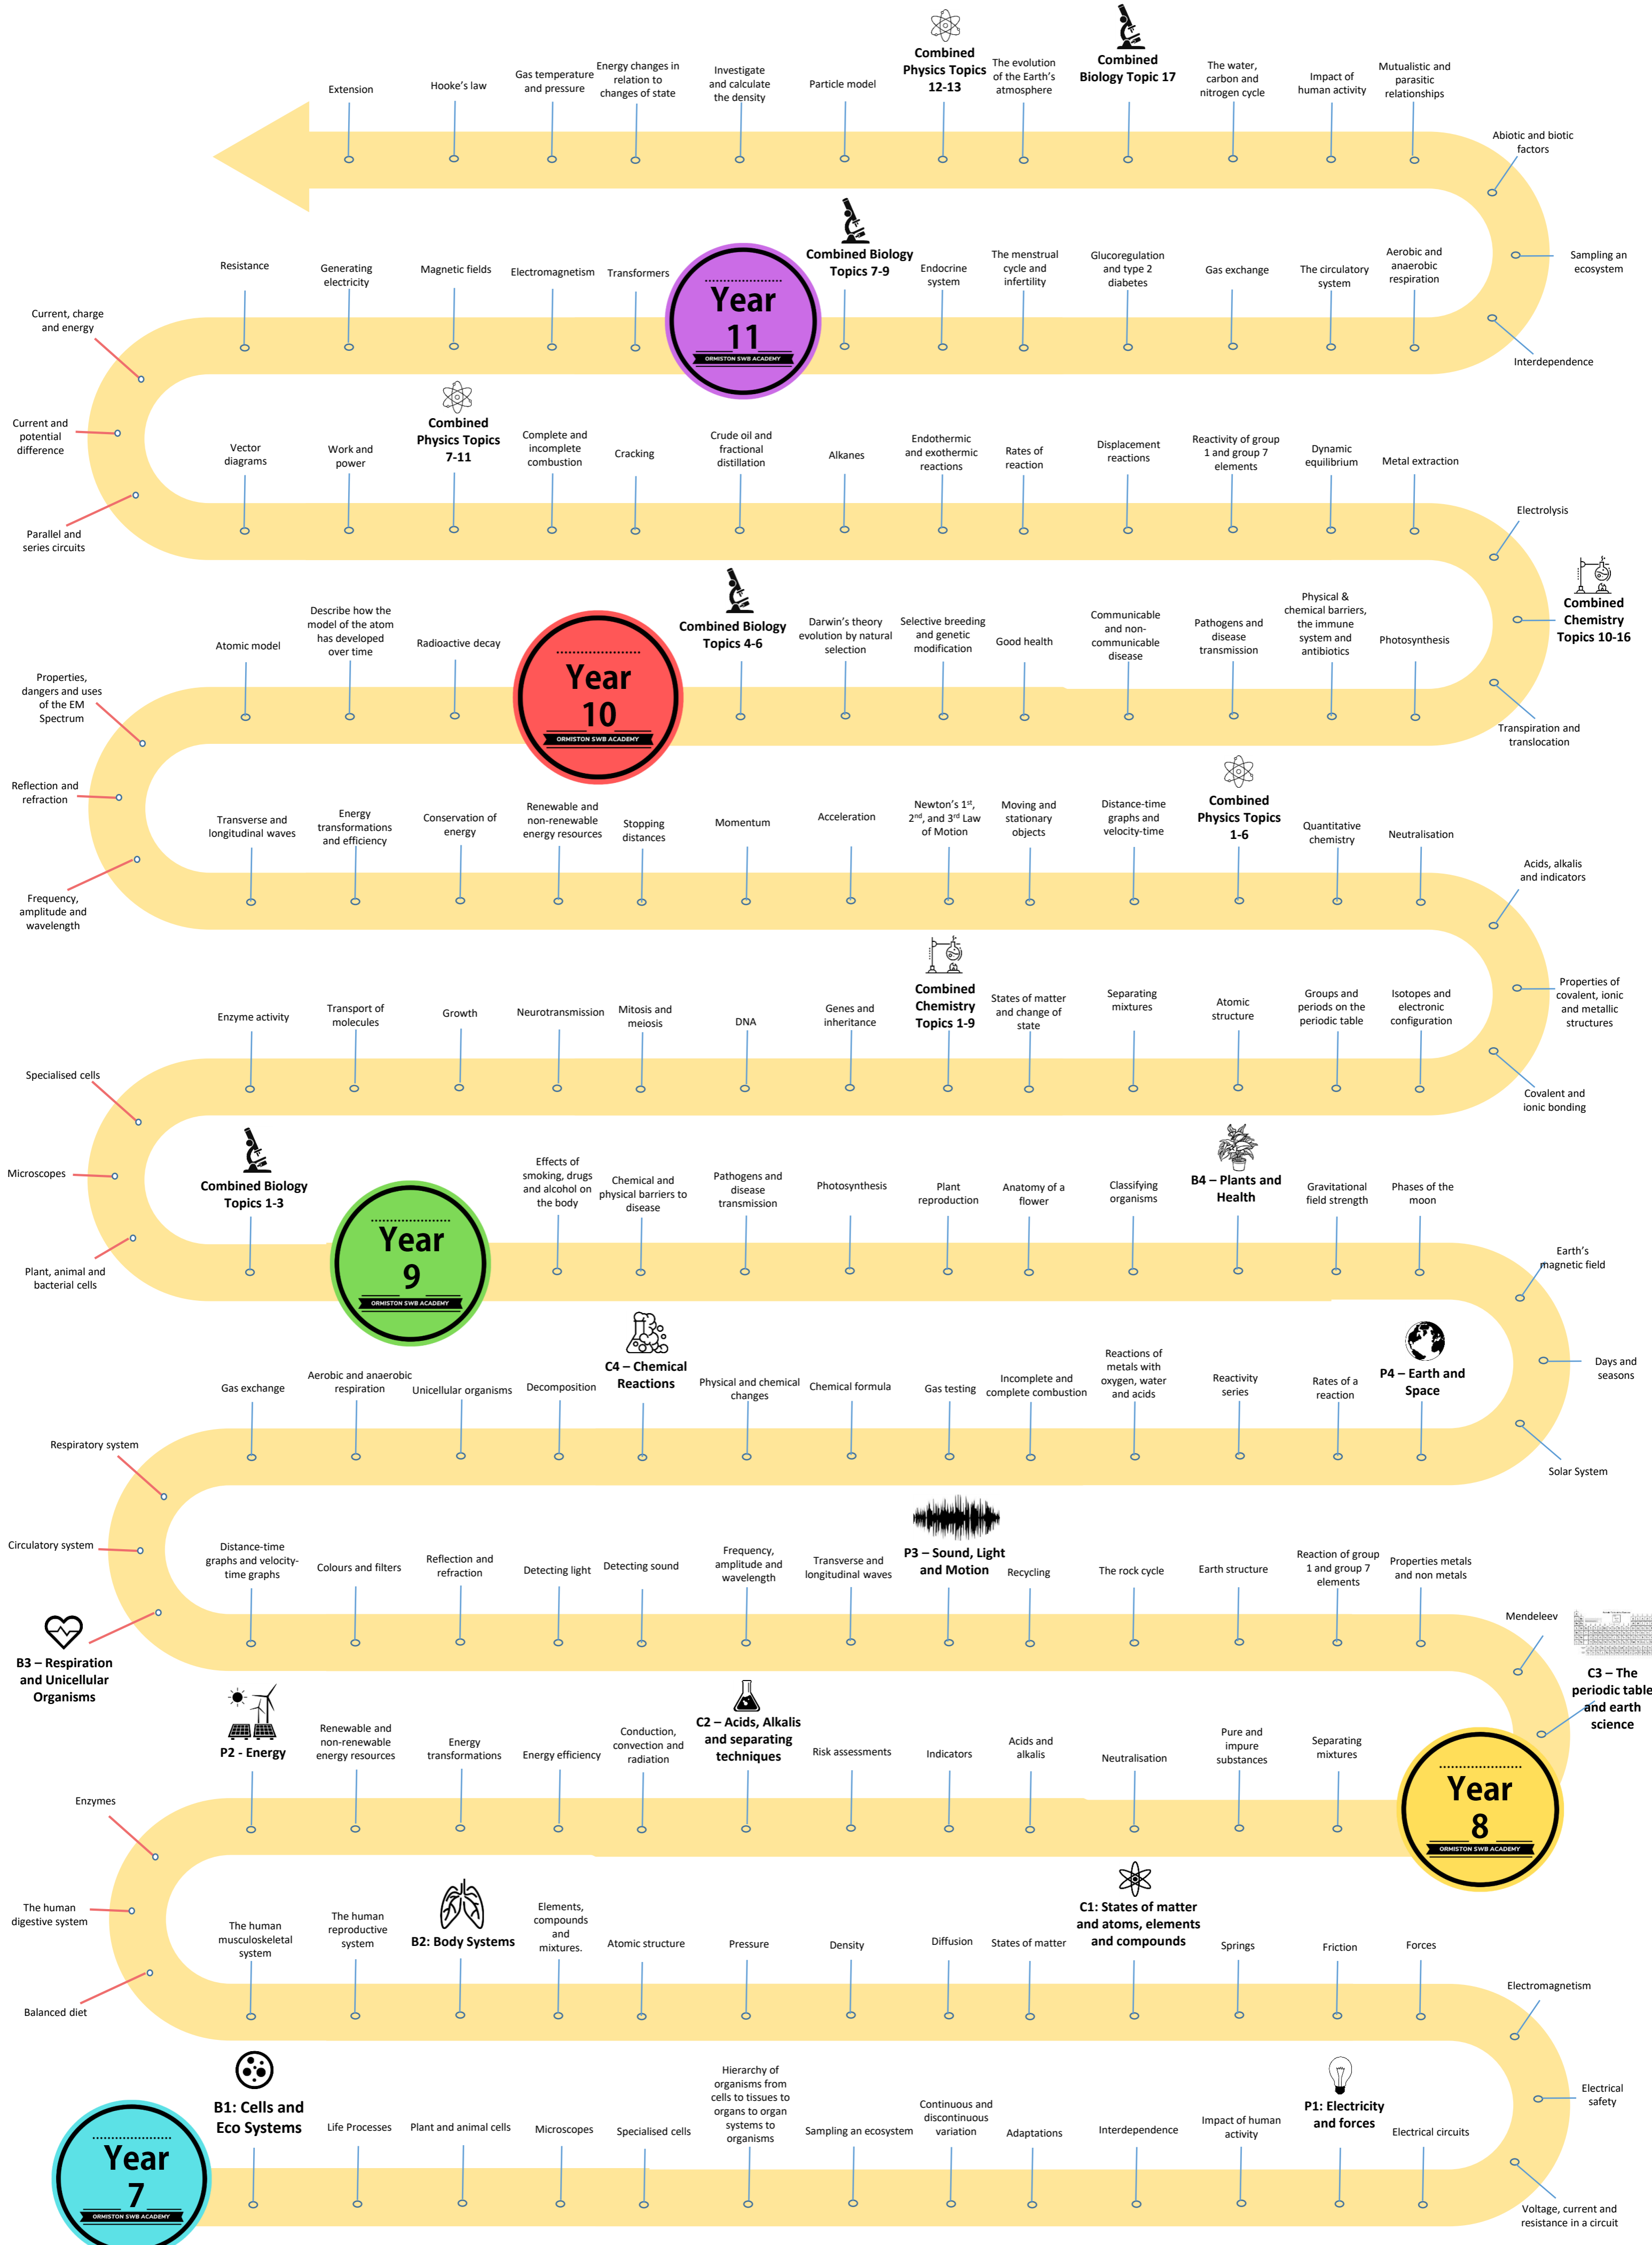 Combined
Physics Topics
12-13
Combined
Biology Topic 17
Extension
Hooke's law
Gas temperature
and pressure
Energy changes in
relation to
changes of state
Investigate
and calculate
the density
Particle model
The evolution
of the Earth's
atmosphere
The water,
carbon and
nitrogen cycle
Impact of
human activity
Mutualistic and
parasitic
relationships
Abiotic and biotic
factors
Sampling an
ecosystem
Interdependence
Resistance
Generating
electricity
Magnetic fields
Electromagnetism
Transformers
Year
11
ORMISTON SWB ACADEMY
Combined Biology
Topics 7-9
Endocrine
system
The menstrual
cycle and
infertility
Glucoregulation
and type 2
diabetes
Gas exchange
The circulatory
system
Aerobic and
anaerobic
respiration
Current, charge
and energy
Current and
potential
difference
Parallel and
series circuits
Vector
diagrams
Work and
power
Combined
Physics Topics
7-11
Complete and
incomplete
combustion
Cracking
Crude oil and
fractional
distillation
Alkanes
Endothermic
and exothermic
reactions
Rates of
reaction
Displacement
reactions
Reactivity of group
1 and group 7
elements
Dynamic
equilibrium
Metal extraction
Electrolysis
Combined
Chemistry
Topics 10-16
Transpiration and
translocation
Atomic model
Describe how the
model of the atom
has developed
over time
Radioactive decay
Year
10
ORMISTON SWB ACADEMY
Combined Biology
Topics 4-6
Darwin's theory
evolution by natural
selection
Selective breeding
and genetic
modification
Good health
Communicable
and non-
communicable
disease
Pathogens and
disease
transmission
Physical &
chemical barriers,
the immune
system and
antibiotics
Photosynthesis
Properties,
dangers and uses
of the EM
Spectrum
Reflection and
refraction
Frequency,
amplitude and
wavelength
Transverse and
longitudinal waves
Energy
transformations
and efficiency
Conservation of
energy
Renewable and
non-renewable
energy resources
Stopping
distances
Momentum
Acceleration
Newton's 1st,
2nd, and 3rd Law
of Motion
Moving and
stationary
objects
Distance-time
graphs and
velocity-time
Combined
Physics Topics
1-6
Quantitative
chemistry
Neutralisation
Acids, alkalis
and indicators
Properties of
covalent, ionic
and metallic
structures
Covalent and
ionic bonding
Enzyme activity
Transport of
molecules
Growth
Neurotransmission
Mitosis and
meiosis
DNA
Genes and
inheritance
Combined
Chemistry
Topics 1-9
States of matter
and change of
state
Separating
mixtures
Atomic
structure
Groups and
periods on the
periodic table
Isotopes and
electronic
configuration
Specialised cells
Microscopes
Plant, animal and
bacterial cells
Combined Biology
Topics 1-3
Year
9
ORMISTON SWB ACADEMY
Effects of
smoking, drugs
and alcohol on
the body
Chemical and
physical barriers to
disease
Pathogens and
disease
transmission
Photosynthesis
Plant
reproduction
Anatomy of a
flower
Classifying
organisms
B4 – Plants and
Health
Gravitational
field strength
Phases of the
moon
Earth's
magnetic field
Days and
seasons
Solar System
Gas exchange
Aerobic and anaerobic
respiration
Unicellular organisms
Decomposition
C4 – Chemical
Reactions
Physical and chemical
changes
Chemical formula
Gas testing
Incomplete and
complete combustion
Reactions of
metals with
oxygen, water
and acids
Reactivity
series
Rates of a
reaction
P4 – Earth and
Space
Respiratory system
Circulatory system
B3 – Respiration
and Unicellular
Organisms
Distance-time
graphs and velocity-
time graphs
Colours and filters
Reflection and
refraction
Detecting light
Detecting sound
Frequency,
amplitude and
wavelength
Transverse and
longitudinal waves
P3 – Sound, Light
and Motion
Recycling
The rock cycle
Earth structure
Reaction of group
1 and group 7
elements
Properties metals
and non metals
Mendeleev
C3 – The
periodic table
and earth
science
P2 - Energy
Renewable and
non-renewable
energy resources
Energy
transformations
Energy efficiency
Conduction,
convection and
radiation
C2 – Acids, Alkalis
and separating
techniques
Risk assessments
Indicators
Acids and
alkalis
Neutralisation
Pure and
impure
substances
Separating
mixtures
Year
8
ORMISTON SWB ACADEMY
Enzymes
The human
digestive system
Balanced diet
The human
musculoskeletal
system
The human
reproductive
system
B2: Body Systems
Elements,
compounds
and
mixtures.
Atomic structure
Pressure
Density
Diffusion
States of matter
C1: States of matter
and atoms, elements
and compounds
Springs
Friction
Forces
Electromagnetism
Electrical
safety
Voltage, current and
resistance in a circuit
Year
7
ORMISTON SWB ACADEMY
B1: Cells and
Eco Systems
Life Processes
Plant and animal cells
Microscopes
Specialised cells
Hierarchy of
organisms from
cells to tissues to
organs to organ
systems to
organisms
Sampling an ecosystem
Continuous and
discontinuous
variation
Adaptations
Interdependence
Impact of human
activity
P1: Electricity
and forces
Electrical circuits